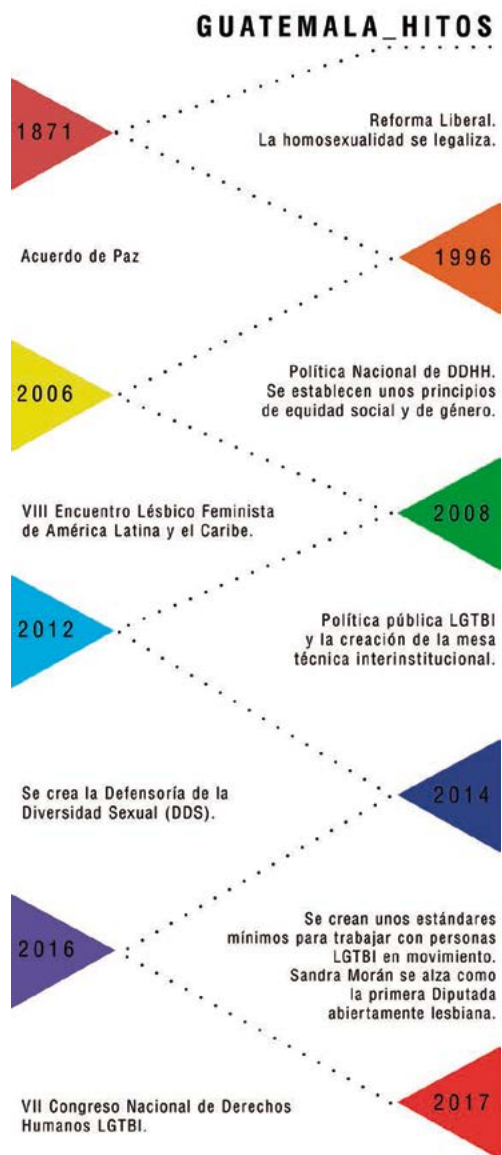 GUATEMALA_HITOS
1871
Reforma Liberal.
La homosexualidad se legaliza.
Acuerdo de Paz
1996
2006
Política Nacional de DDHH.
Se establecen unos principios
de equidad social y de género.
VIII Encuentro Lésbico Feminista
de América Latina y el Caribe.
2008
2012
Política pública LGTBI
y la creación de la mesa
técnica interinstitucional.
Se crea la Defensoría de la
Diversidad Sexual (DDS).
2014
2016
Se crean unos estándares
mínimos para trabajar con personas
LGTBI en movimiento.
Sandra Morán se alza como
la primera Diputada
abiertamente lesbiana.
VII Congreso Nacional de Derechos
Humanos LGTBI.
2017